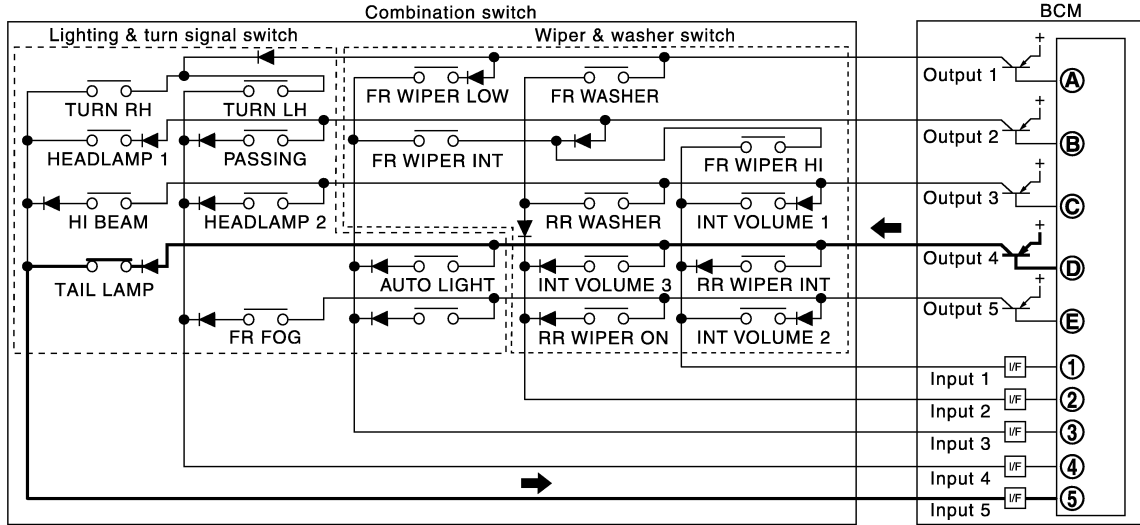 Combination switch
BCM
Lighting & turn signal switch
Wiper & washer switch
+
Output 1
A
TURN RH
TURN LH
FR WIPER LOW
FR WASHER
+
Output 2
B
HEADLAMP 1
PASSING
FR WIPER INT
FR WIPER HI
+
Output 3
C
HI BEAM
HEADLAMP 2
RR WASHER
INT VOLUME 1
+
Output 4
D
TAIL LAMP
AUTO LIGHT
INT VOLUME 3
RR WIPER INT
+
Output 5
E
FR FOG
RR WIPER ON
INT VOLUME 2
I/F
1
Input 1
I/F
2
Input 2
I/F
3
Input 3
I/F
4
Input 4
I/F
5
Input 5